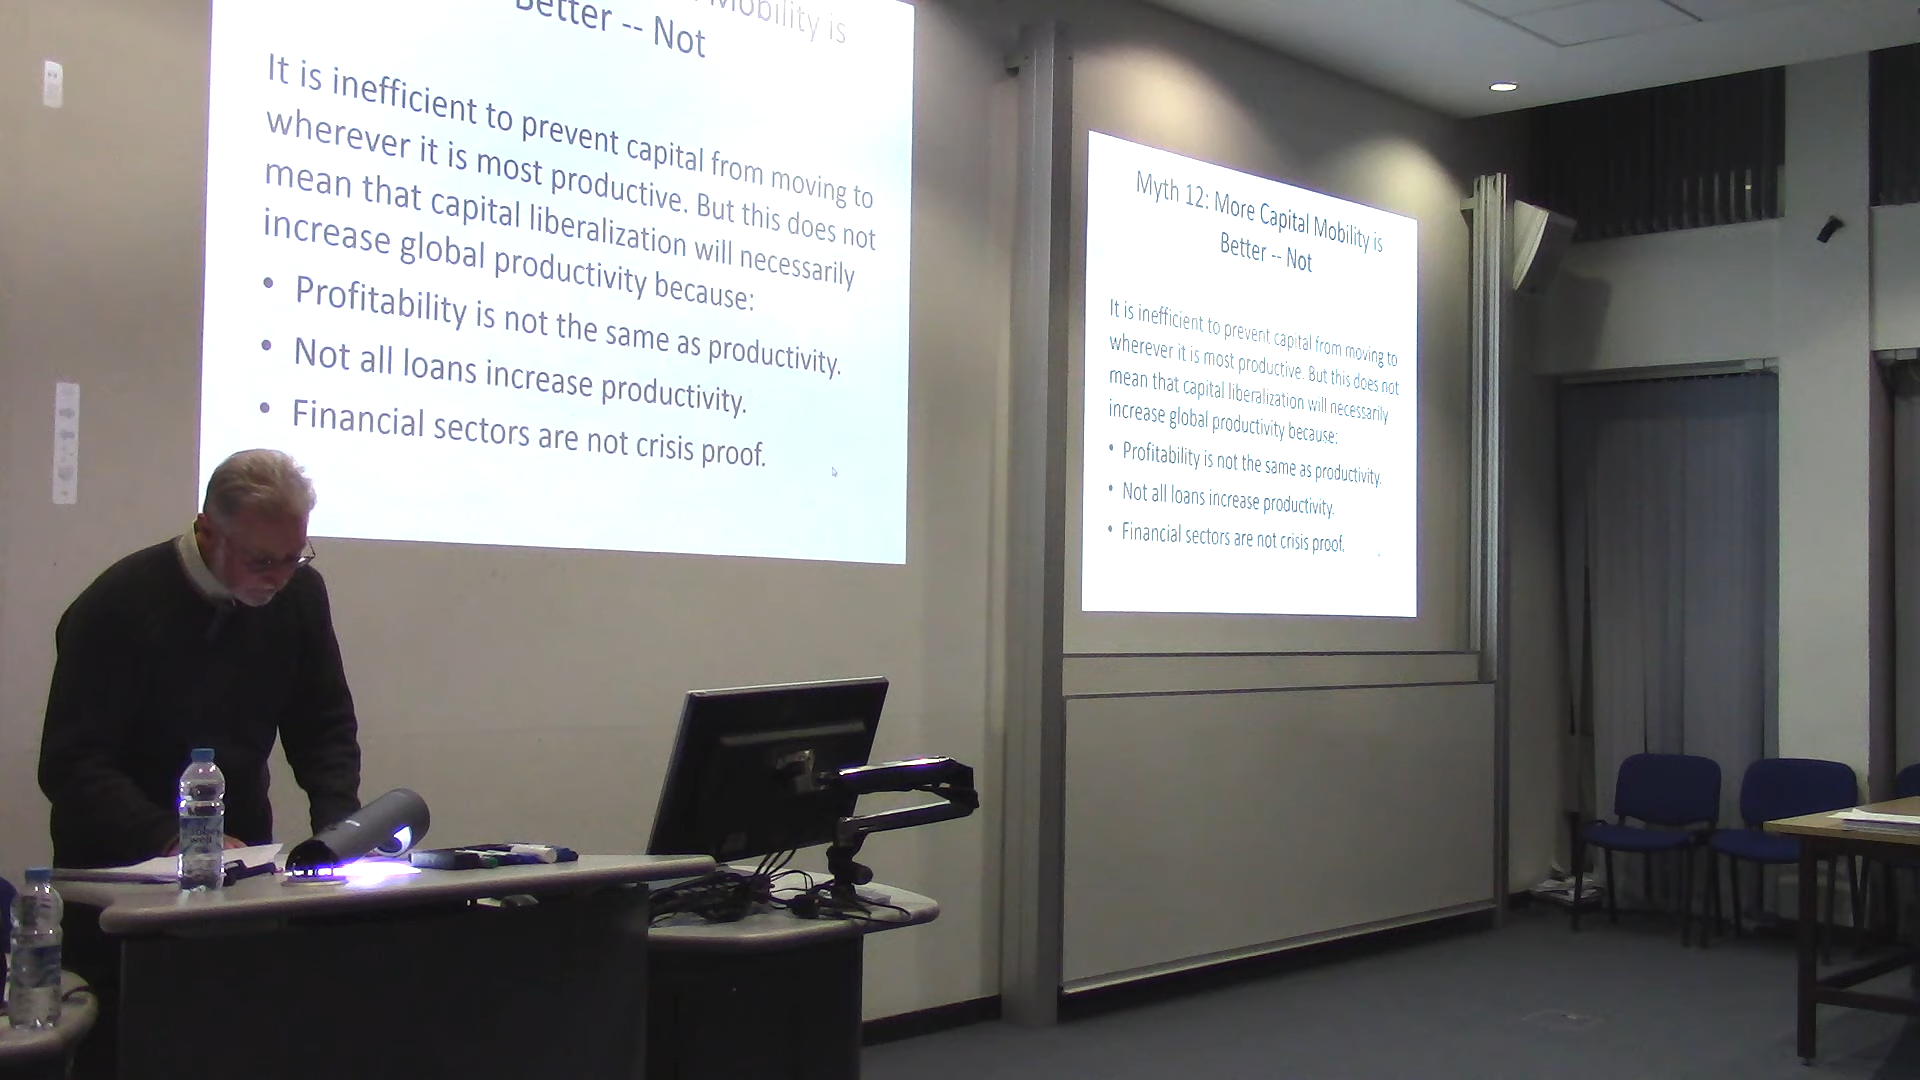 Mobility is
Better -- Not
It is inefficient to prevent capital from moving to
wherever it is most productive. But this does not
mean that capital liberalization will necessarily
increase global productivity because:
• Profitability is not the same as productivity.
• Not all loans increase productivity.
• Financial sectors are not crisis proof.
Myth 12: More Capital Mobility is
Better -- Not
It is inefficient to prevent capital from moving to
wherever it is most productive. But this does not
mean that capital liberalization will necessarily
increase global productivity because:
• Profitability is not the same as productivity.
• Not all loans increase productivity.
• Financial sectors are not crisis proof.